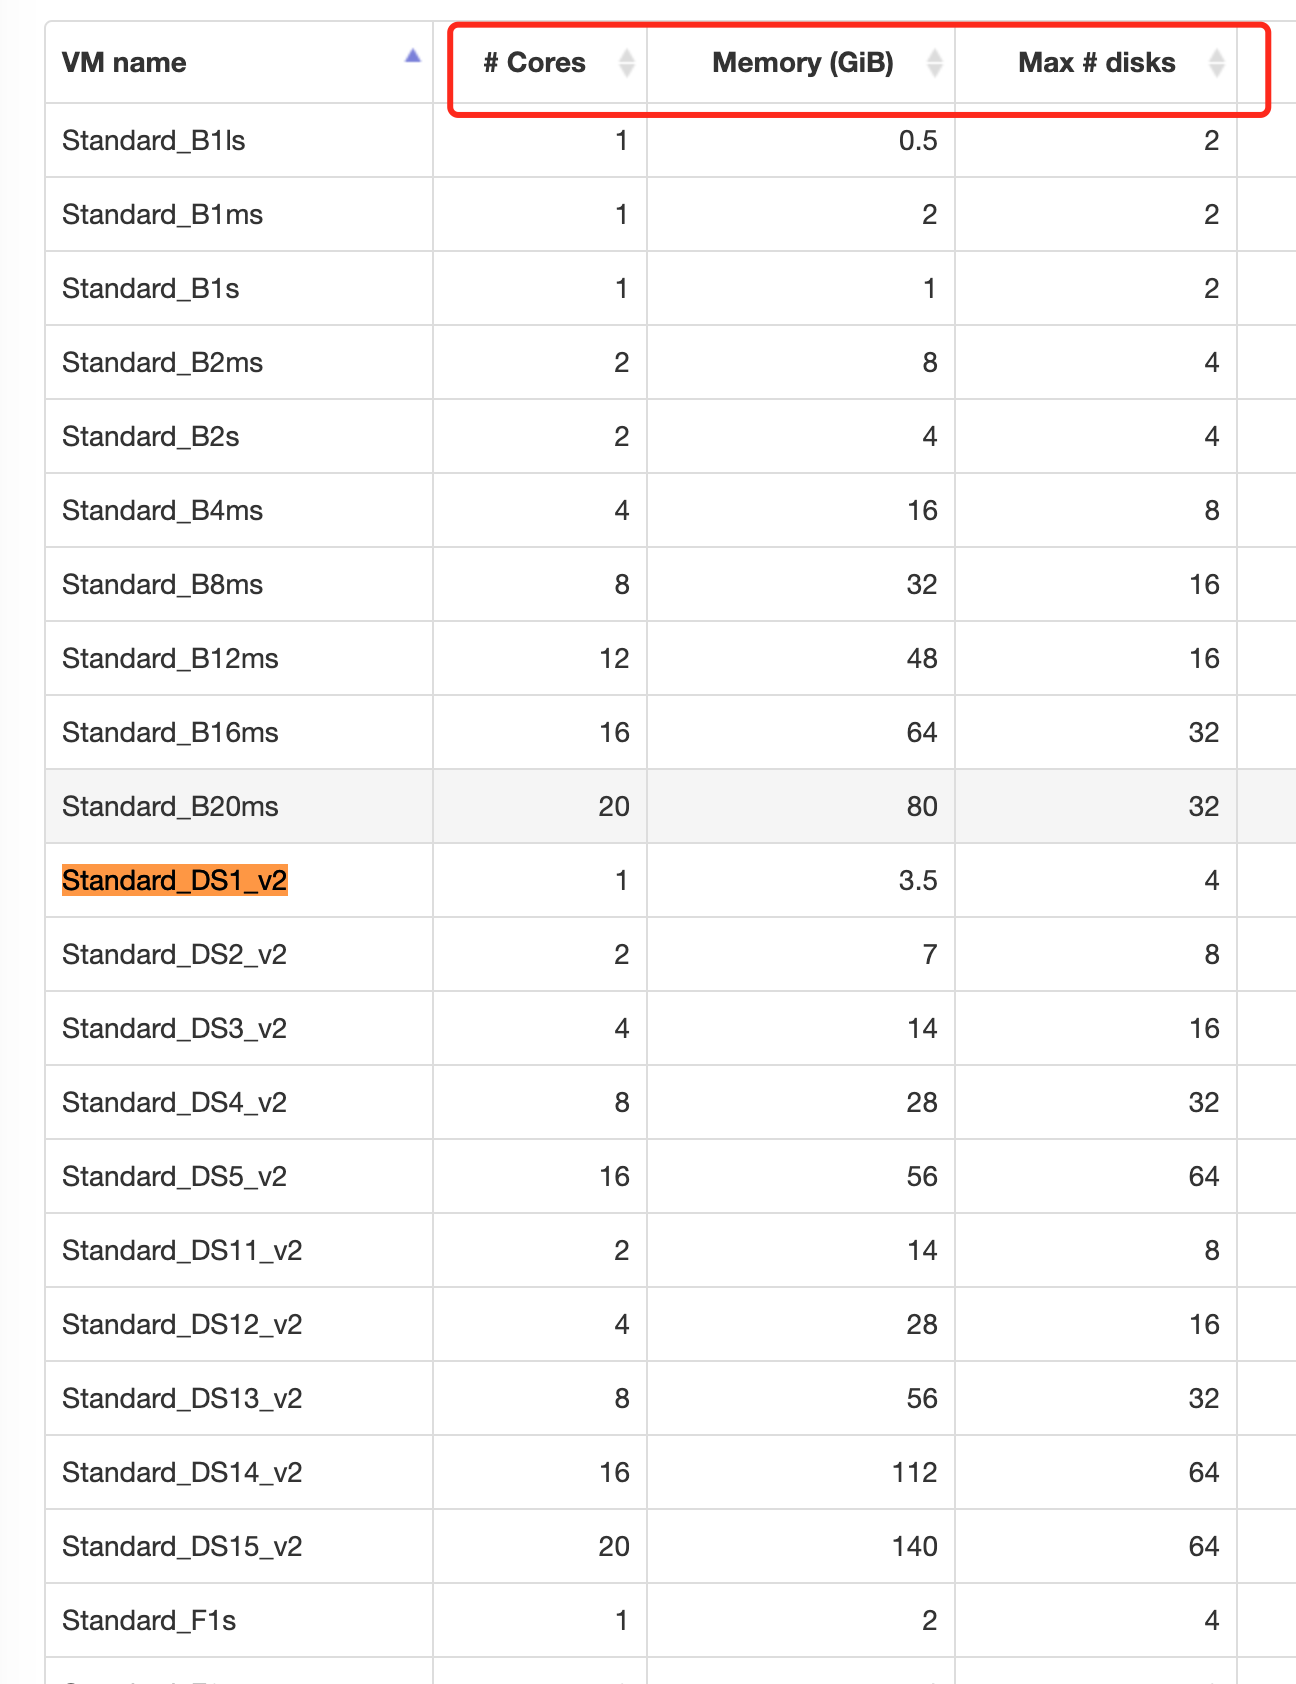 VM name # Cores Memory (GiB) Max # disks
Standard_B1ls 1 0.5 2
Standard_B1ms 1 2 2
Standard_B1s 1 1 2
Standard_B2ms 2 8 4
Standard_B2s 2 4 4
Standard_B4ms 4 16 8
Standard_B8ms 8 32 16
Standard_B12ms 12 48 16
Standard_B16ms 16 64 32
Standard_B20ms 20 80 32
Standard_DS1_v2 1 3.5 4
Standard_DS2_v2 2 7 8
Standard_DS3_v2 4 14 16
Standard_DS4_v2 8 28 32
Standard_DS5_v2 16 56 64
Standard_DS11_v2 2 14 8
Standard_DS12_v2 4 28 16
Standard_DS13_v2 8 56 32
Standard_DS14_v2 16 112 64
Standard_DS15_v2 20 140 64
Standard_F1s 1 2 4